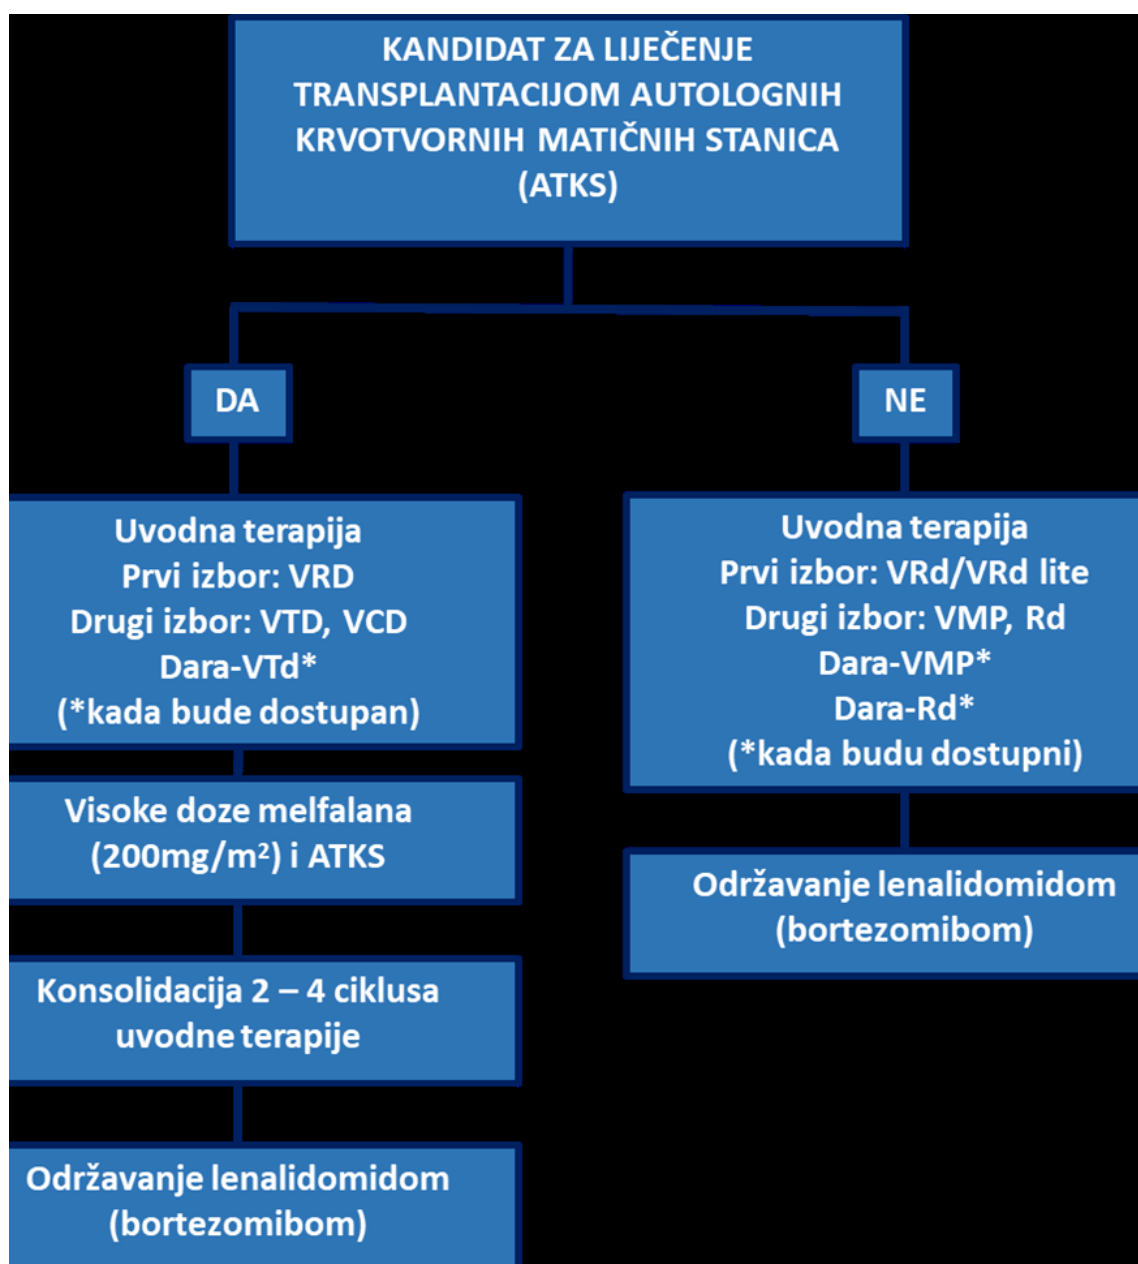 KANDIDAT ZA LIJEČENJE
TRANSPLANTACIJOM AUTOLOGNIH
KRVOTVORNIH MATIČNIH STANICA
(ATKS)
DA
Uvodna terapija
Prvi izbor: VRD
Drugi izbor: VTD, VCD
Dara-VTd*
(*kada bude dostupan)
Visoke doze melfalana
(200mg/m²) i ATKS
Konsolidacija 2 – 4 ciklusa
uvodne terapije
Održavanje lenalidomidom
(bortezomibom)
NE
Uvodna terapija
Prvi izbor: VRd/VRd lite
Drugi izbor: VMP, Rd
Dara-VMP*
Dara-Rd*
(*kada budu dostupni)
Održavanje lenalidomidom
(bortezomibom)